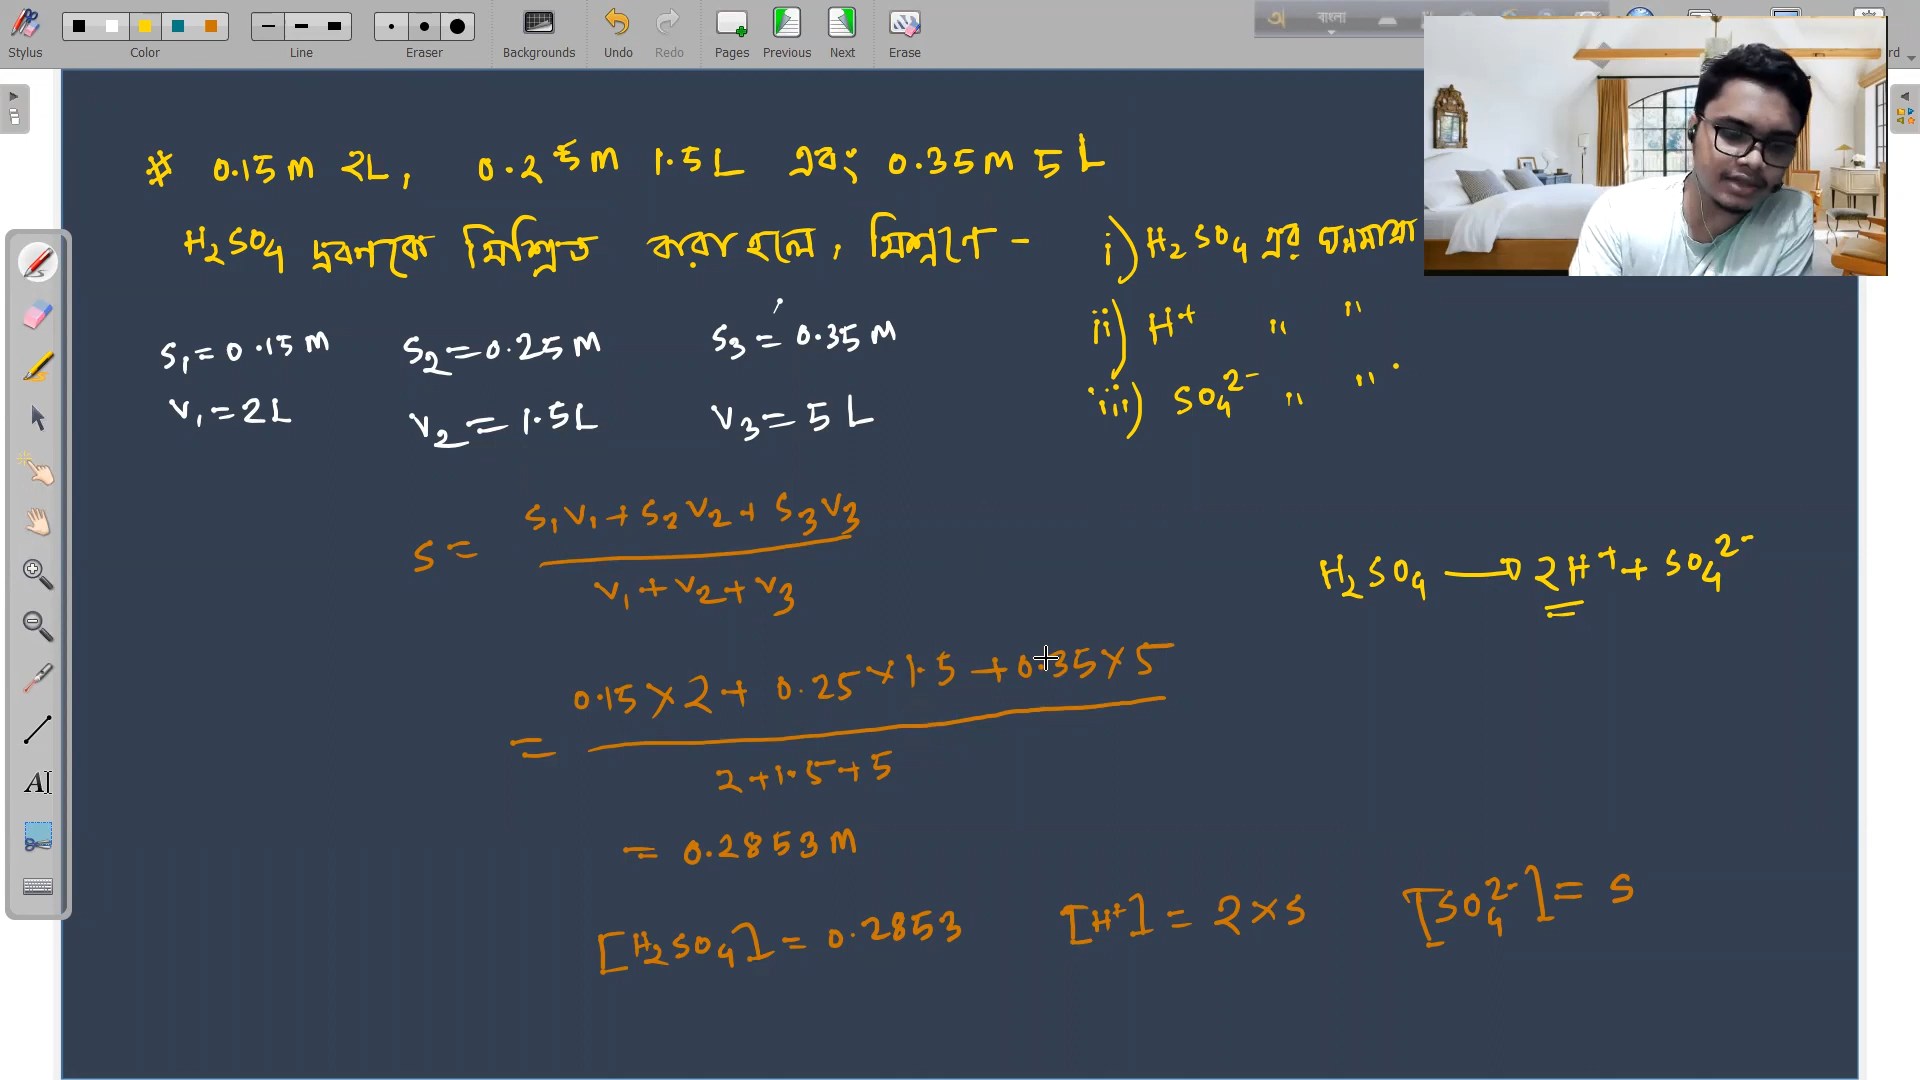 Stylus Color Line Eraser Backgrounds Undo Redo Pages Previous Next Erase
বাংলা
# 0.15 M 2L, 0.25 M 1.5 L এবং 0.35 M 5 L
H₂SO₄ দ্রবণকে মিশ্রিত করা হলে, মিশ্রণে -
i) H₂SO₄ এর ঘনমাত্রা
ii) H⁺ " "
iii) SO₄²⁻ " "
S₁ = 0.15 M S₂ = 0.25 M S₃ = 0.35 M
V₁ = 2L V₂ = 1.5L V₃ = 5 L
S = S₁V₁ + S₂V₂ + S₃V₃
V₁ + V₂ + V₃
H₂SO₄ → 2H⁺ + SO₄²⁻
= 0.15 × 2 + 0.25 × 1.5 + 0.35 × 5
2 + 1.5 + 5
= 0.2853 M
[H₂SO₄] = 0.2853 [H⁺] = 2 × S [SO₄²⁻] = S